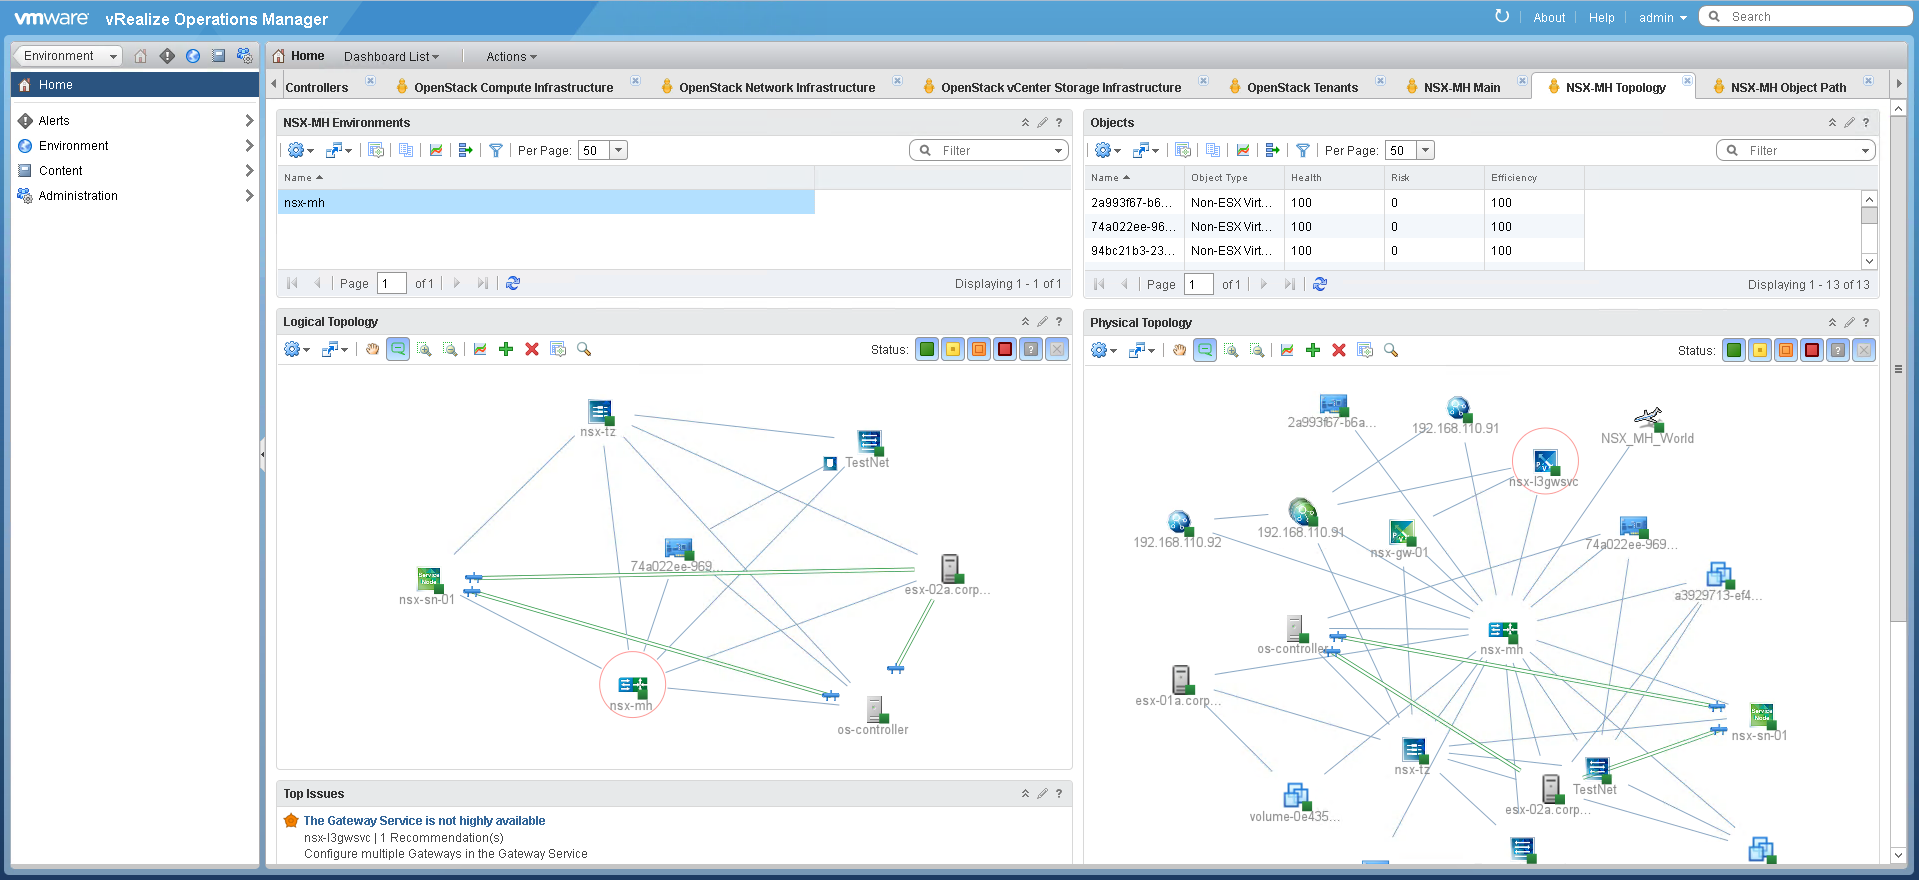 vmware vRealize Operations Manager
About Help admin Search
Environment
Home
Alerts
Environment
Content
Administration
Home Dashboard List Actions
Controllers OpenStack Compute Infrastructure OpenStack Network Infrastructure OpenStack vCenter Storage Infrastructure OpenStack Tenants NSX-MH Main NSX-MH Topology NSX-MH Object Path
NSX-MH Environments
Per Page: 50 Filter
Name
nsx-mh
Page 1 of 1 Displaying 1 - 1 of 1
Objects
Per Page: 50 Filter
Name Object Type Health Risk Efficiency
2a993f67-b6... Non-ESX Virt... 100 0 100
74a022ee-96... Non-ESX Virt... 100 0 100
94bc21b3-23... Non-ESX Virt... 100 0 100
Page 1 of 1 Displaying 1 - 13 of 13
Logical Topology
Status:
nsx-tz
TestNet
74a022ee-969...
Service Node
nsx-sn-01
esx-02a.corp...
nsx-mh
os-controller
Physical Topology
Status:
2a993f67-b6a...
192.168.110.91
NSX_MH_World
nsx-l3gwsvc
192.168.110.92
192.168.110.91
nsx-gw-01
74a022ee-969...
a3929713-ef4...
os-controller
nsx-mh
esx-01a.corp...
Service Node
nsx-sn-01
nsx-tz
TestNet
esx-02a.corp...
volume-0e435...
Top Issues
The Gateway Service is not highly available
nsx-l3gwsvc | 1 Recommendation(s)
Configure multiple Gateways in the Gateway Service